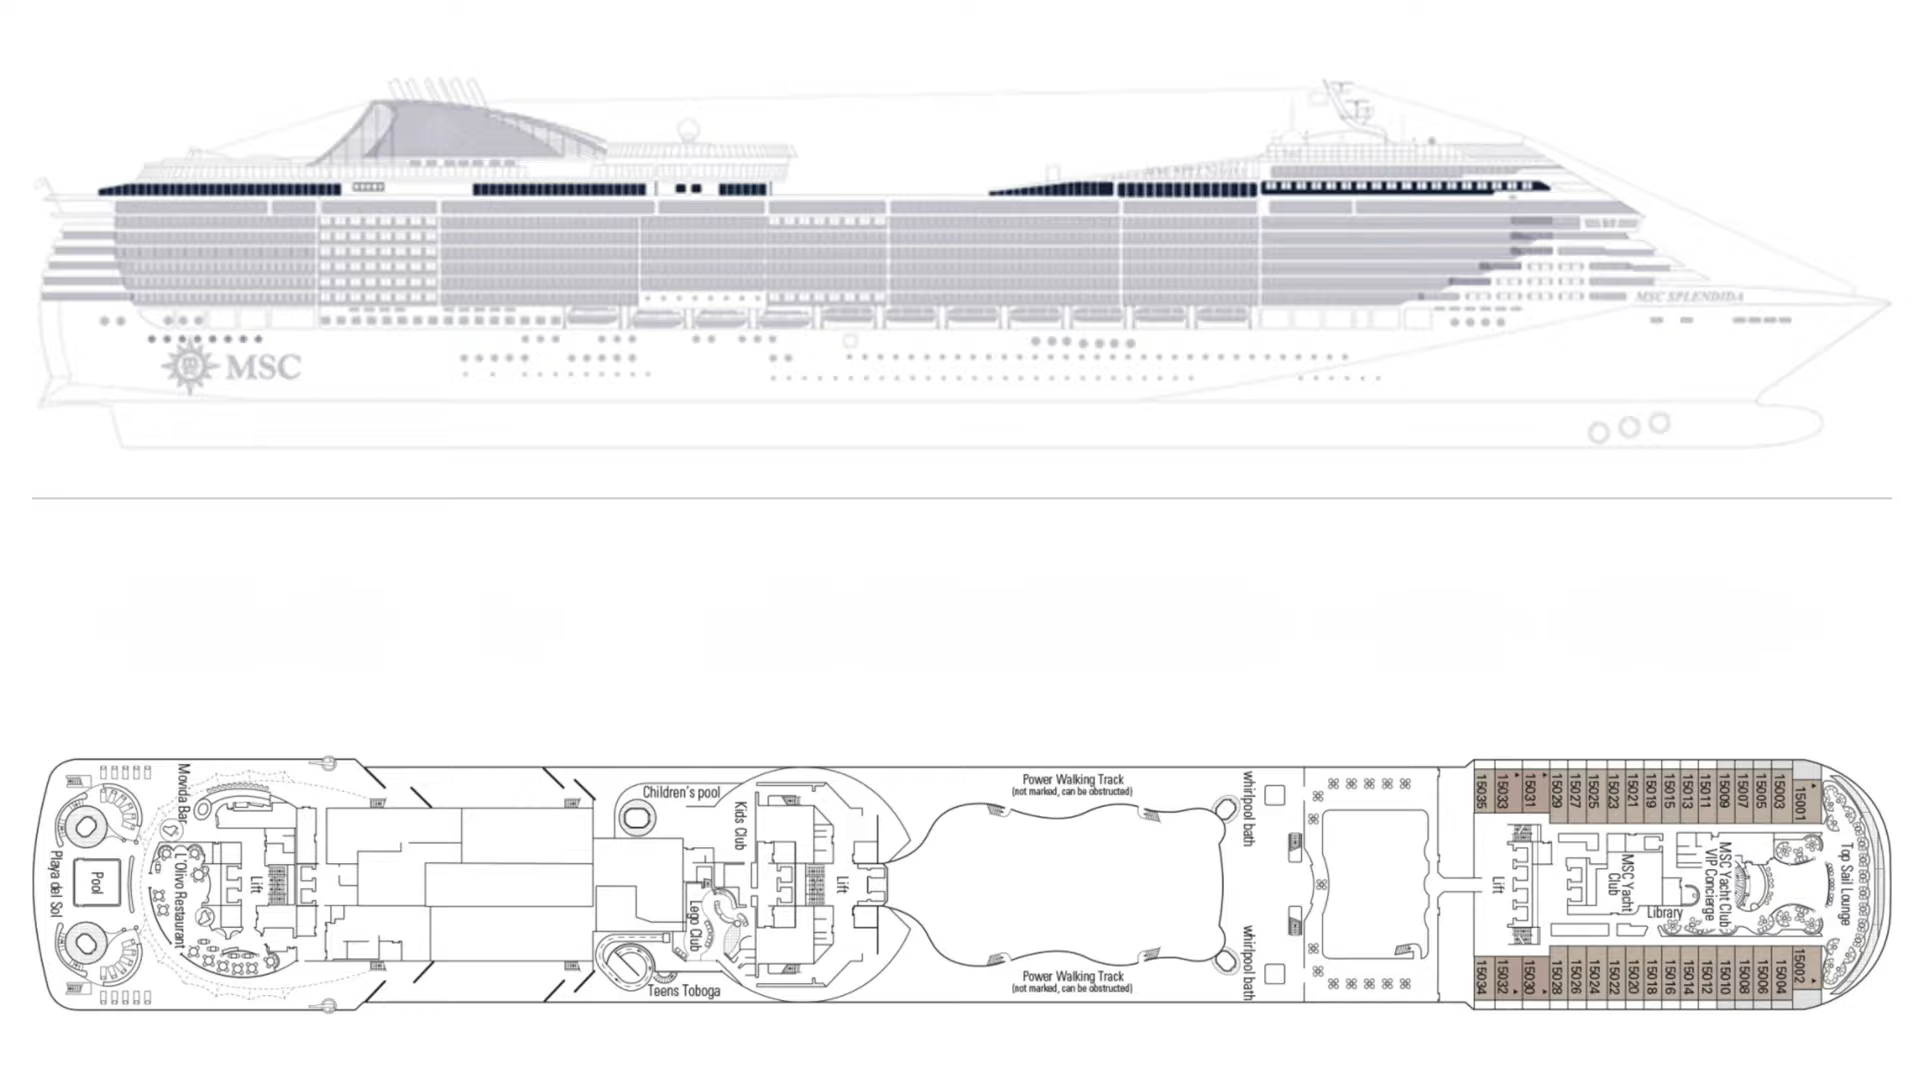 MSC SPLENDIDA
MSC
Playa del Sol
Pool
Movida Bar
L'Olivo Restaurant
Lift
Children's pool
Kids Club
Lego Club
Teens Toboga
Lift
Power Walking Track
(not marked, can be obstructed)
Power Walking Track
(not marked, can be obstructed)
whirlpool bath
whirlpool bath
Lift
15035
15033
15031
15029
15027
15025
15023
15021
15019
15015
15013
15011
15009
15007
15005
15003
15001
MSC Yacht
Club
Library
MSC Yacht Club
VIP Concierge
Top Sail Lounge
15034
15032
15030
15028
15026
15024
15022
15020
15018
15016
15014
15012
15010
15008
15006
15004
15002